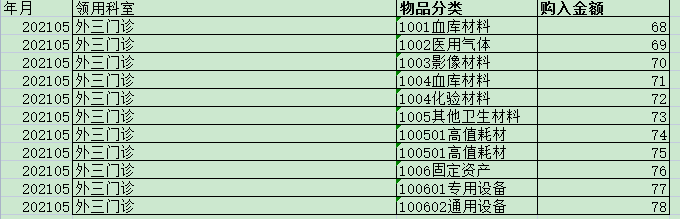 年月 领用科室 物品分类 购入金额
202105 外三门诊 1001血库材料 68
202105 外三门诊 1002医用气体 69
202105 外三门诊 1003影像材料 70
202105 外三门诊 1004血库材料 71
202105 外三门诊 1004化验材料 72
202105 外三门诊 1005其他卫生材料 73
202105 外三门诊 100501高值耗材 74
202105 外三门诊 100501高值耗材 75
202105 外三门诊 1006固定资产 76
202105 外三门诊 100601专用设备 77
202105 外三门诊 100602通用设备 78